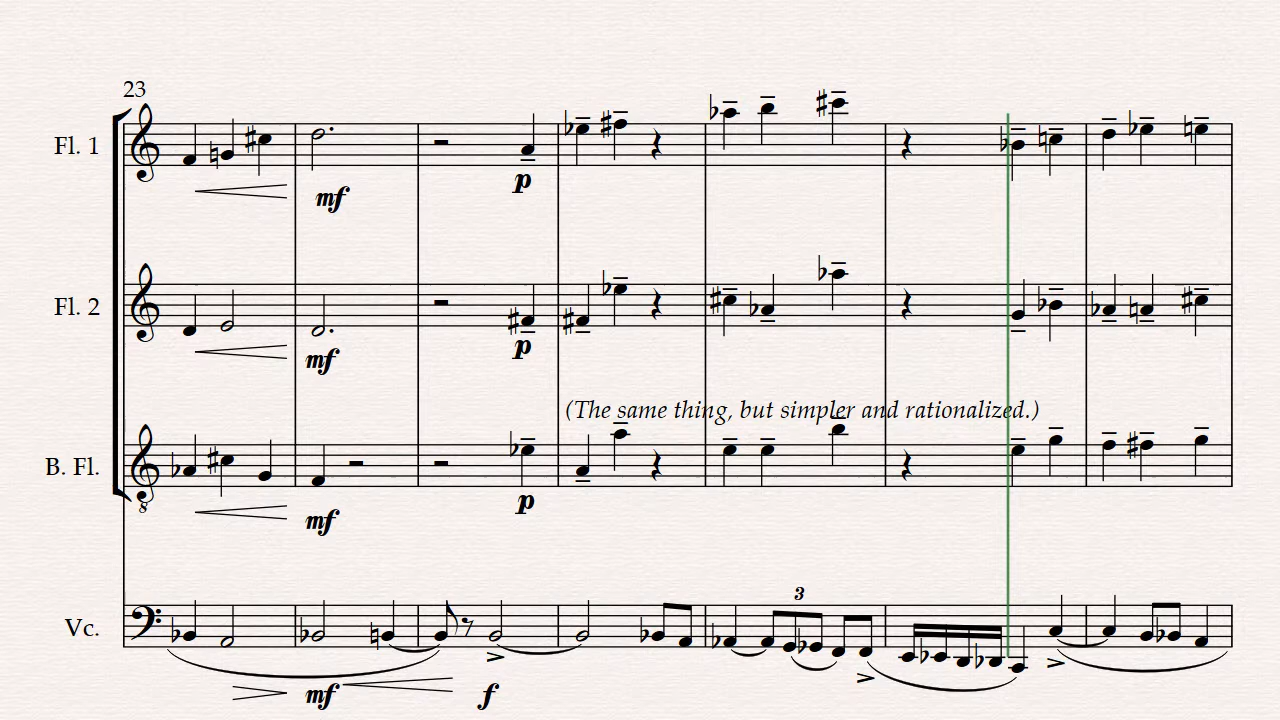 23
Fl. 1
mf
p
Fl. 2
mf
p
(The same thing, but simpler and rationalized.)
B. Fl.
8
mf
p
3
Vc.
mf
f